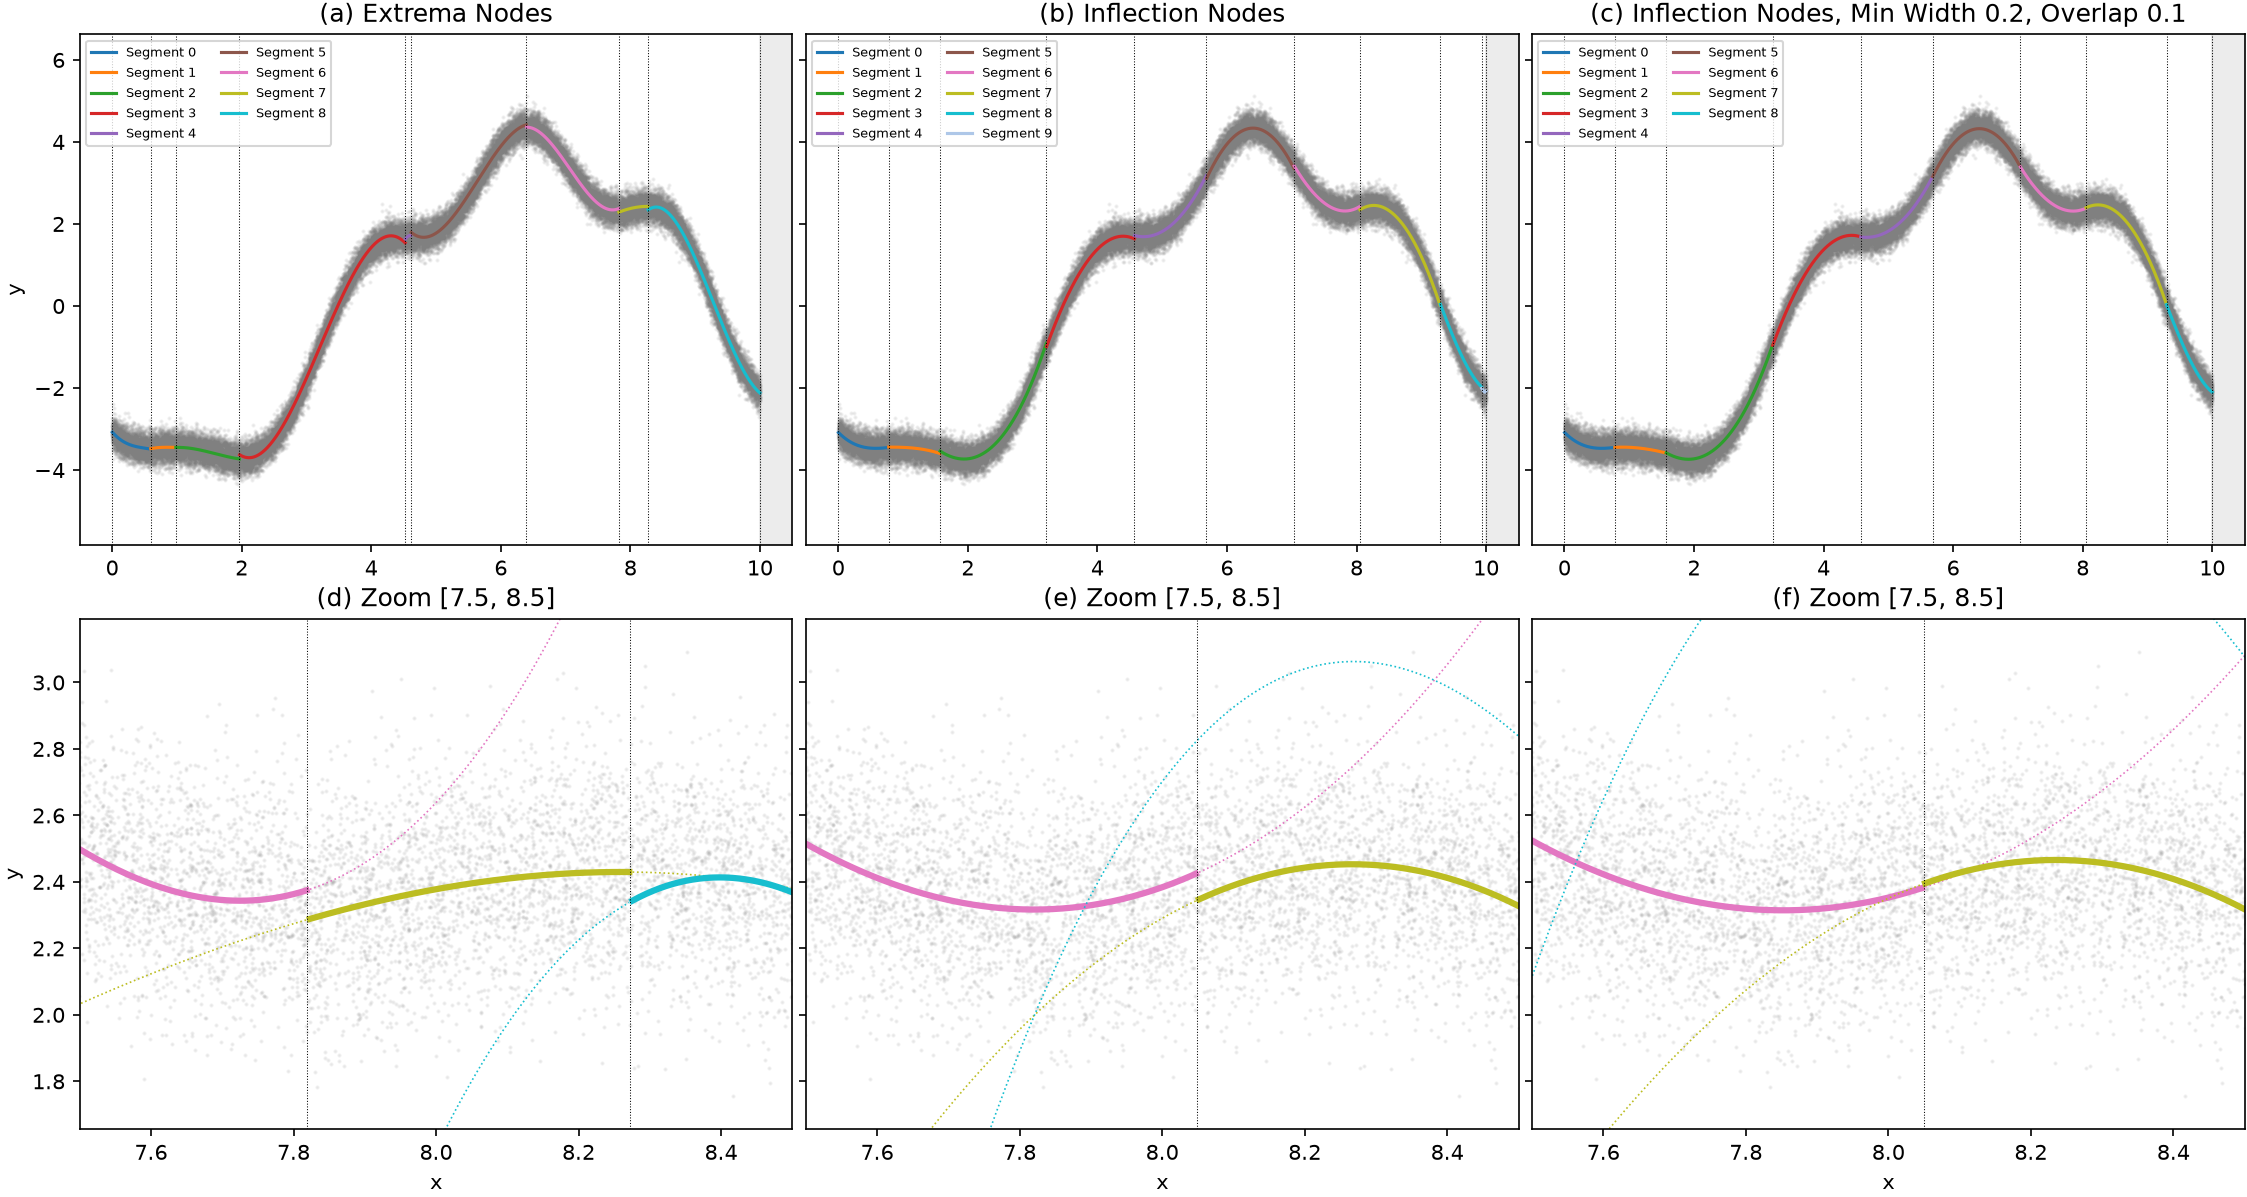 (a) Extrema Nodes
Segment 0 Segment 5
Segment 1 Segment 6
Segment 2 Segment 7
Segment 3 Segment 8
Segment 4
6
4
2
0
−2
−4
y
0 2 4 6 8 10
(b) Inflection Nodes
Segment 0 Segment 5
Segment 1 Segment 6
Segment 2 Segment 7
Segment 3 Segment 8
Segment 4 Segment 9
0 2 4 6 8 10
(c) Inflection Nodes, Min Width 0.2, Overlap 0.1
Segment 0 Segment 5
Segment 1 Segment 6
Segment 2 Segment 7
Segment 3 Segment 8
Segment 4
0 2 4 6 8 10
(d) Zoom [7.5, 8.5]
3.0
2.8
2.6
2.4
2.2
2.0
1.8
y
7.6 7.8 8.0 8.2 8.4
x
(e) Zoom [7.5, 8.5]
7.6 7.8 8.0 8.2 8.4
x
(f) Zoom [7.5, 8.5]
7.6 7.8 8.0 8.2 8.4
x